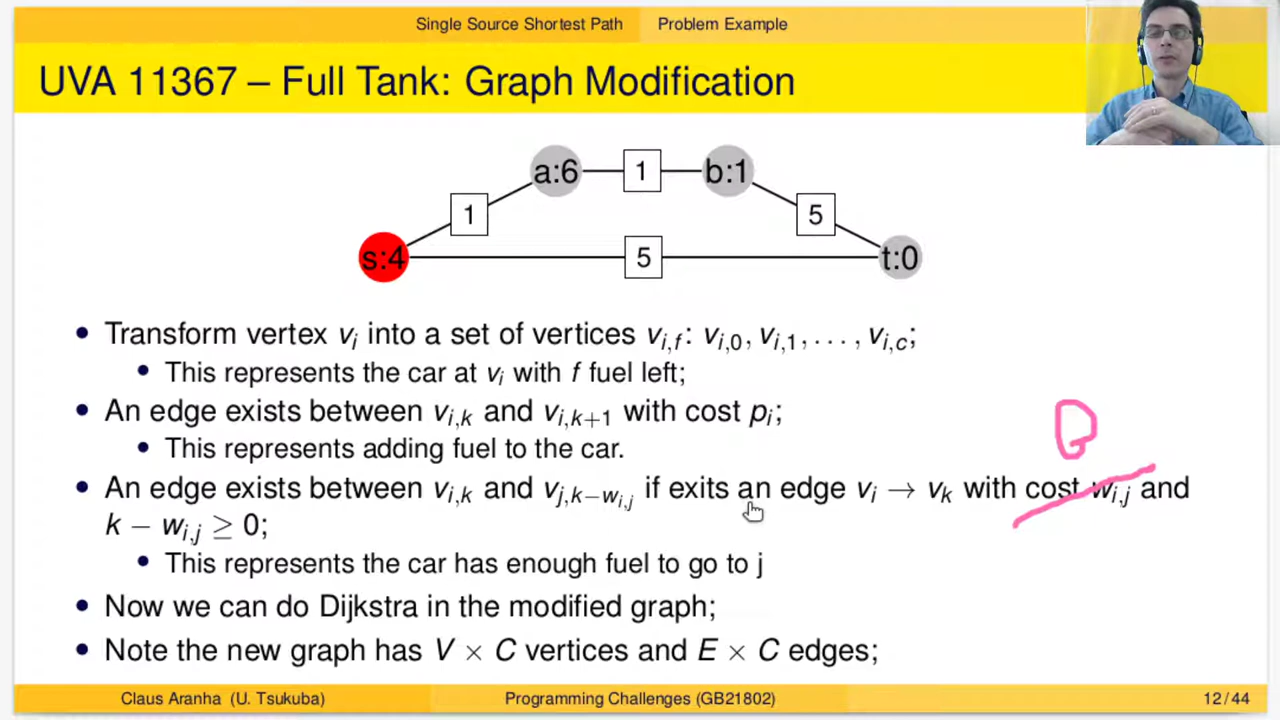 Single Source Shortest Path Problem Example
UVA 11367 – Full Tank: Graph Modification
a:6 1 b:1
1 5
s:4 5 t:0
• Transform vertex v_i into a set of vertices v_{i,f}: v_{i,0}, v_{i,1}, . . . , v_{i,c};
• This represents the car at v_i with f fuel left;
• An edge exists between v_{i,k} and v_{i,k+1} with cost p_i;
• This represents adding fuel to the car.
• An edge exists between v_{i,k} and v_{j,k−w_{i,j}} if exits an edge v_i → v_k with cost w_{i,j} and
k − w_{i,j} ≥ 0;
• This represents the car has enough fuel to go to j
• Now we can do Dijkstra in the modified graph;
• Note the new graph has V × C vertices and E × C edges;
Claus Aranha (U. Tsukuba) Programming Challenges (GB21802) 12 / 44